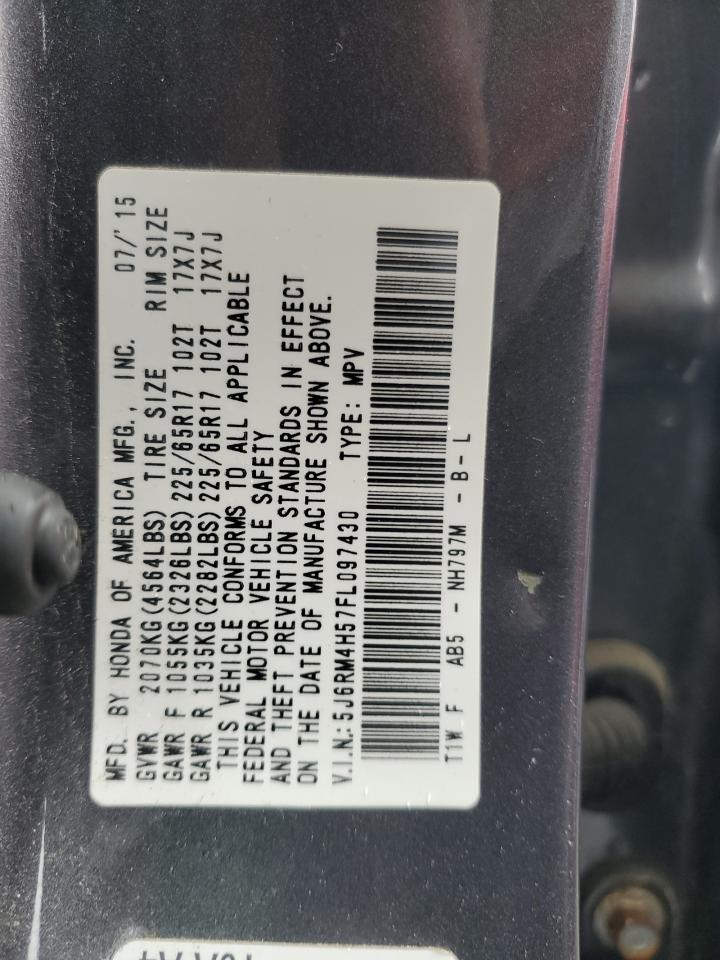 MFD. BY HONDA OF AMERICA MFG., INC. 07/'15
GVWR 2070KG(4564LBS) TIRE SIZE RIM SIZE
GAWR F 1055KG(2326LBS) 225/65R17 102T 17X7J
GAWR R 1035KG(2282LBS) 225/65R17 102T 17X7J
THIS VEHICLE CONFORMS TO ALL APPLICABLE
FEDERAL MOTOR VEHICLE SAFETY
AND THEFT PREVENTION STANDARDS IN EFFECT
ON THE DATE OF MANUFACTURE SHOWN ABOVE.
V.I.N.: 5J6RM4H57FL097430 TYPE: MPV
T1W F AB5 - NH797M - B - L